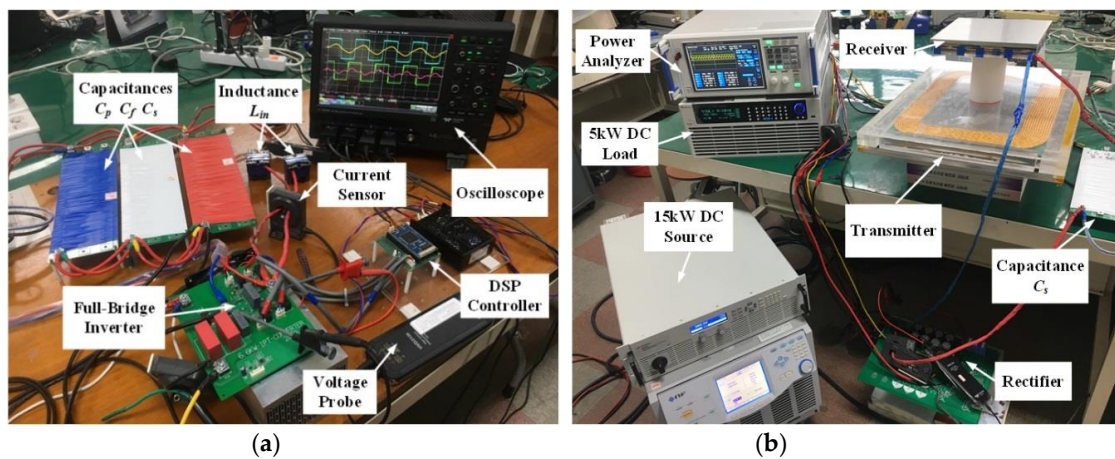 Capacitances
Cp Cf Cs
Inductance
Lin
Current
Sensor
Oscilloscope
DSP
Controller
Full-Bridge
Inverter
Voltage
Probe
(a)
Power
Analyzer
5kW DC
Load
15kW DC
Source
Receiver
Transmitter
Capacitance
Cs
Rectifier
(b)